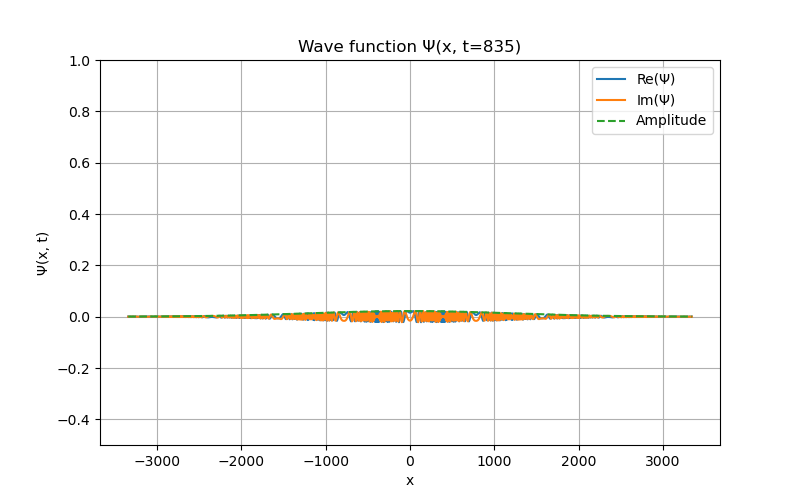 Wave function Ψ(x, t=835)
Re(Ψ)
Im(Ψ)
Amplitude
1.0
0.8
0.6
0.4
0.2
0.0
−0.2
−0.4
Ψ(x, t)
−3000
−2000
−1000
0
1000
2000
3000
x